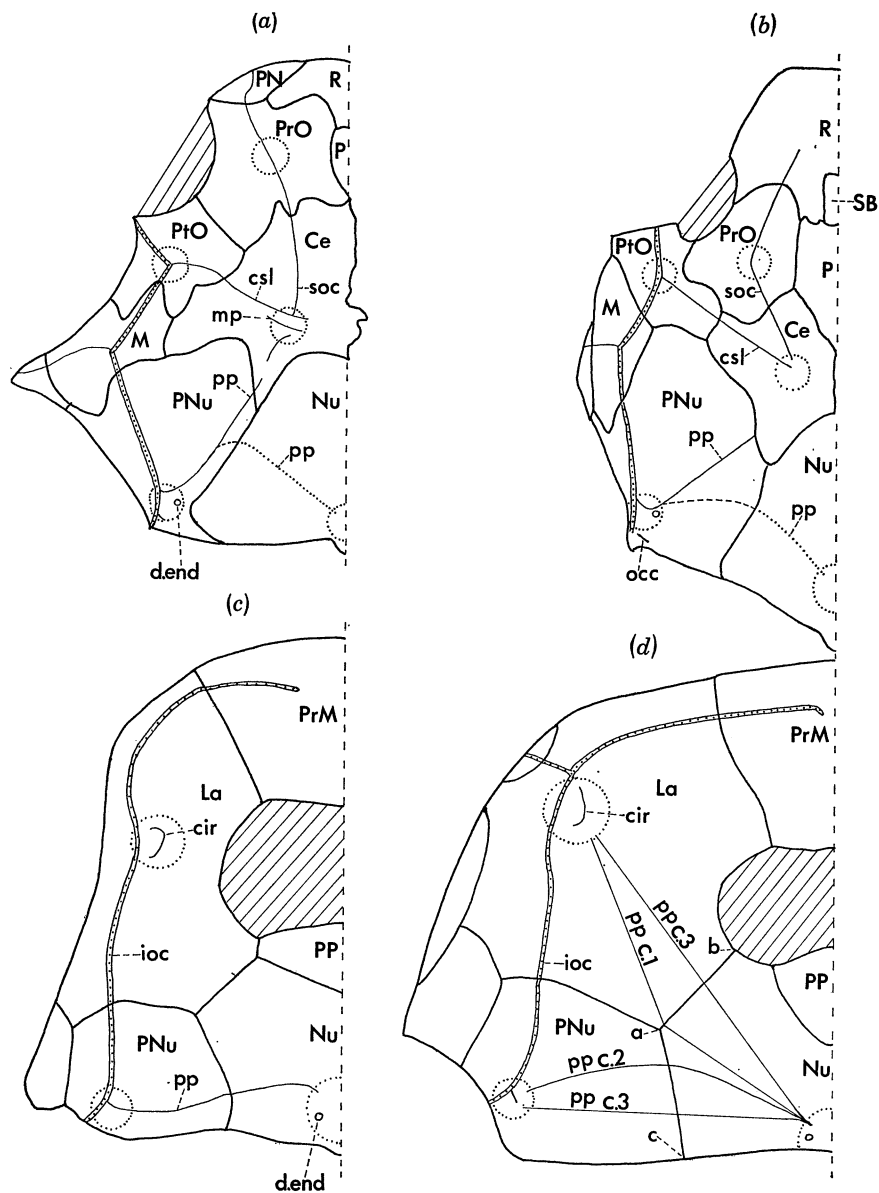 (a)
PN
R
PrO
P
PtO
Ce
csl
soc
mp
M
pp
PNu
Nu
pp
d.end
(b)
R
SB
PtO
PrO
P
soc
M
Ce
csl
PNu
pp
Nu
pp
occ
(c)
PrM
La
cir
ioc
PP
PNu
Nu
pp
d.end
(d)
PrM
La
cir
pp c.1
pp c.3
b
ioc
PP
PNu
a
pp c.2
Nu
pp c.3
c